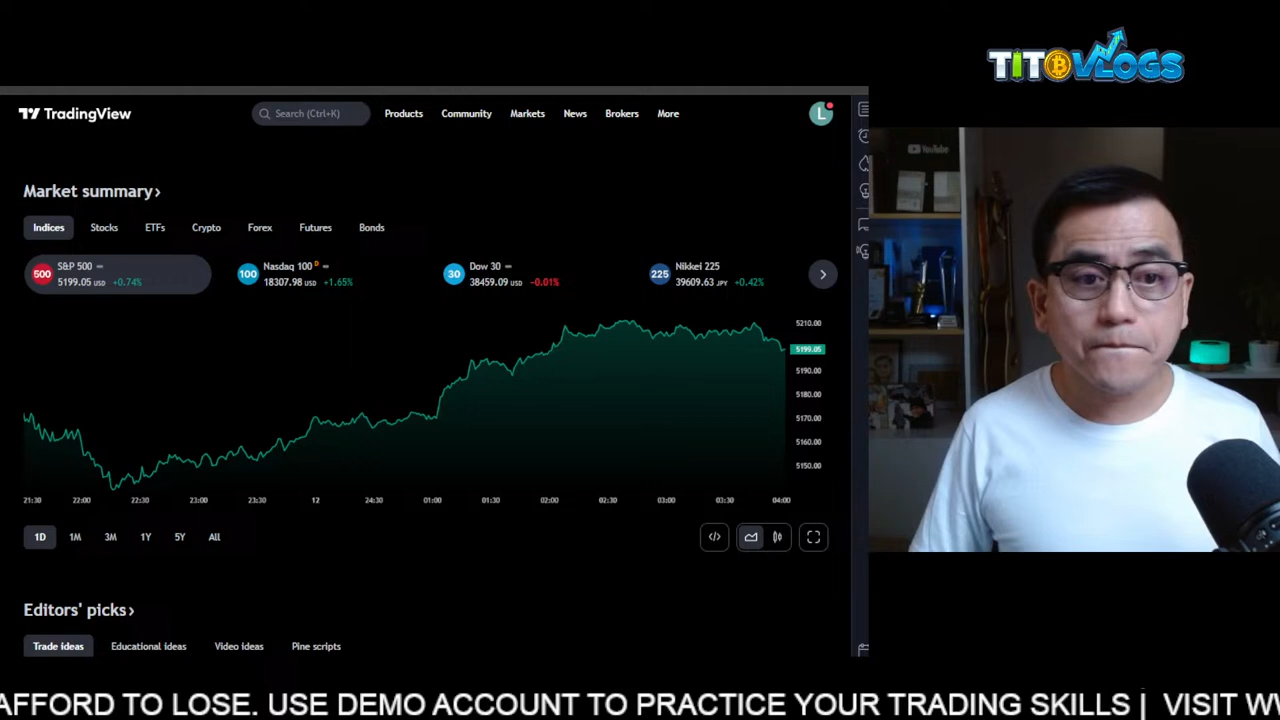 TITOVLOGS
TradingView
Search (Ctrl+K)
Products
Community
Markets
News
Brokers
More
L
YouTube
Market summary›
Indices
Stocks
ETFs
Crypto
Forex
Futures
Bonds
500
S&P 500
5199.05 USD +0.74%
100
Nasdaq 100 D
18307.98 USD +1.65%
30
Dow 30
38459.09 USD -0.01%
225
Nikkei 225
39609.63 JPY +0.42%
5210.00
5199.05
5190.00
5180.00
5170.00
5160.00
5150.00
21:30 22:00 22:30 23:00 23:30 12 24:30 01:00 01:30 02:00 02:30 03:00 03:30 04:00
1D
1M
3M
1Y
5Y
All
Editors' picks›
Trade ideas
Educational ideas
Video ideas
Pine scripts
AFFORD TO LOSE. USE DEMO ACCOUNT TO PRACTICE YOUR TRADING SKILLS | VISIT